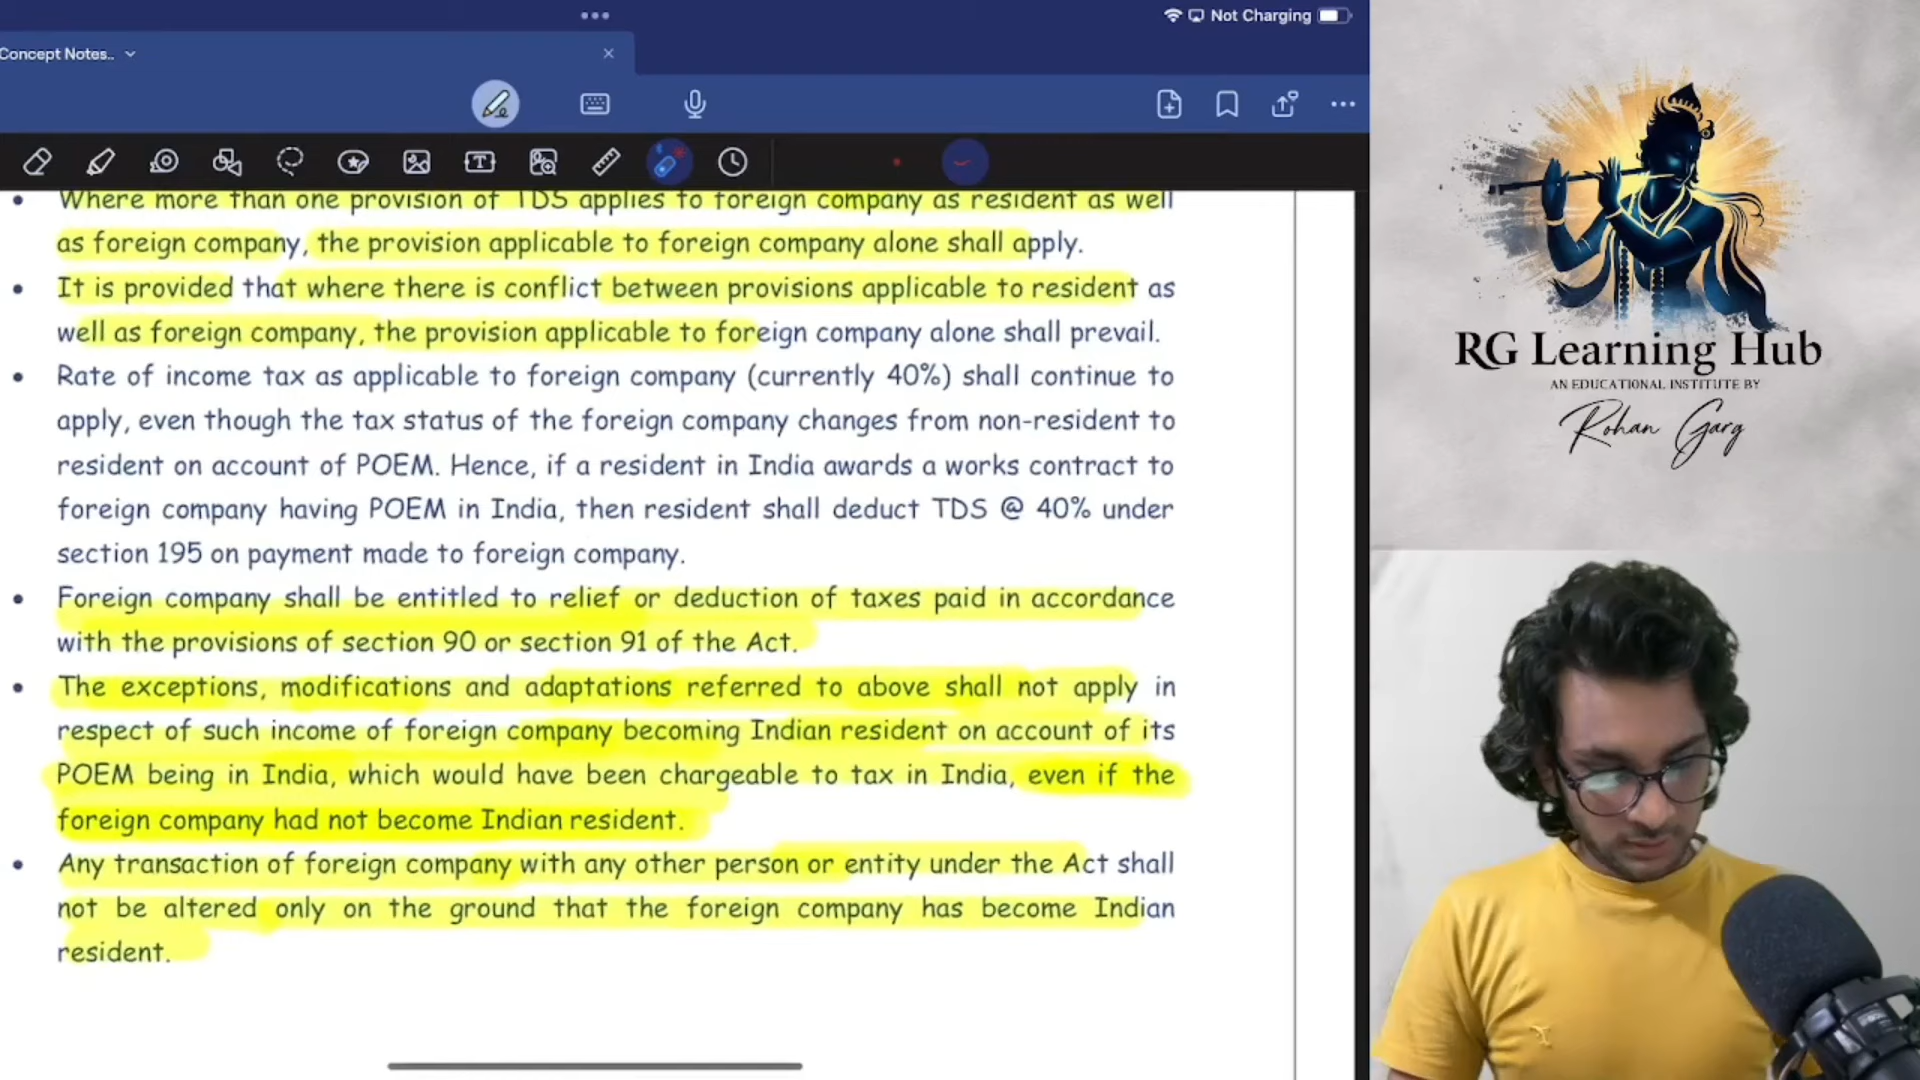 Not Charging
Concept Notes..
Where more than one provision of TDS applies to foreign company as resident as well
as foreign company, the provision applicable to foreign company alone shall apply.
• It is provided that where there is conflict between provisions applicable to resident as
well as foreign company, the provision applicable to foreign company alone shall prevail.
• Rate of income tax as applicable to foreign company (currently 40%) shall continue to
apply, even though the tax status of the foreign company changes from non-resident to
resident on account of POEM. Hence, if a resident in India awards a works contract to
foreign company having POEM in India, then resident shall deduct TDS @ 40% under
section 195 on payment made to foreign company.
• Foreign company shall be entitled to relief or deduction of taxes paid in accordance
with the provisions of section 90 or section 91 of the Act.
• The exceptions, modifications and adaptations referred to above shall not apply in
respect of such income of foreign company becoming Indian resident on account of its
POEM being in India, which would have been chargeable to tax in India, even if the
foreign company had not become Indian resident.
• Any transaction of foreign company with any other person or entity under the Act shall
not be altered only on the ground that the foreign company has become Indian
resident.
RG Learning Hub
AN EDUCATIONAL INSTITUTE BY
Rohan Garg